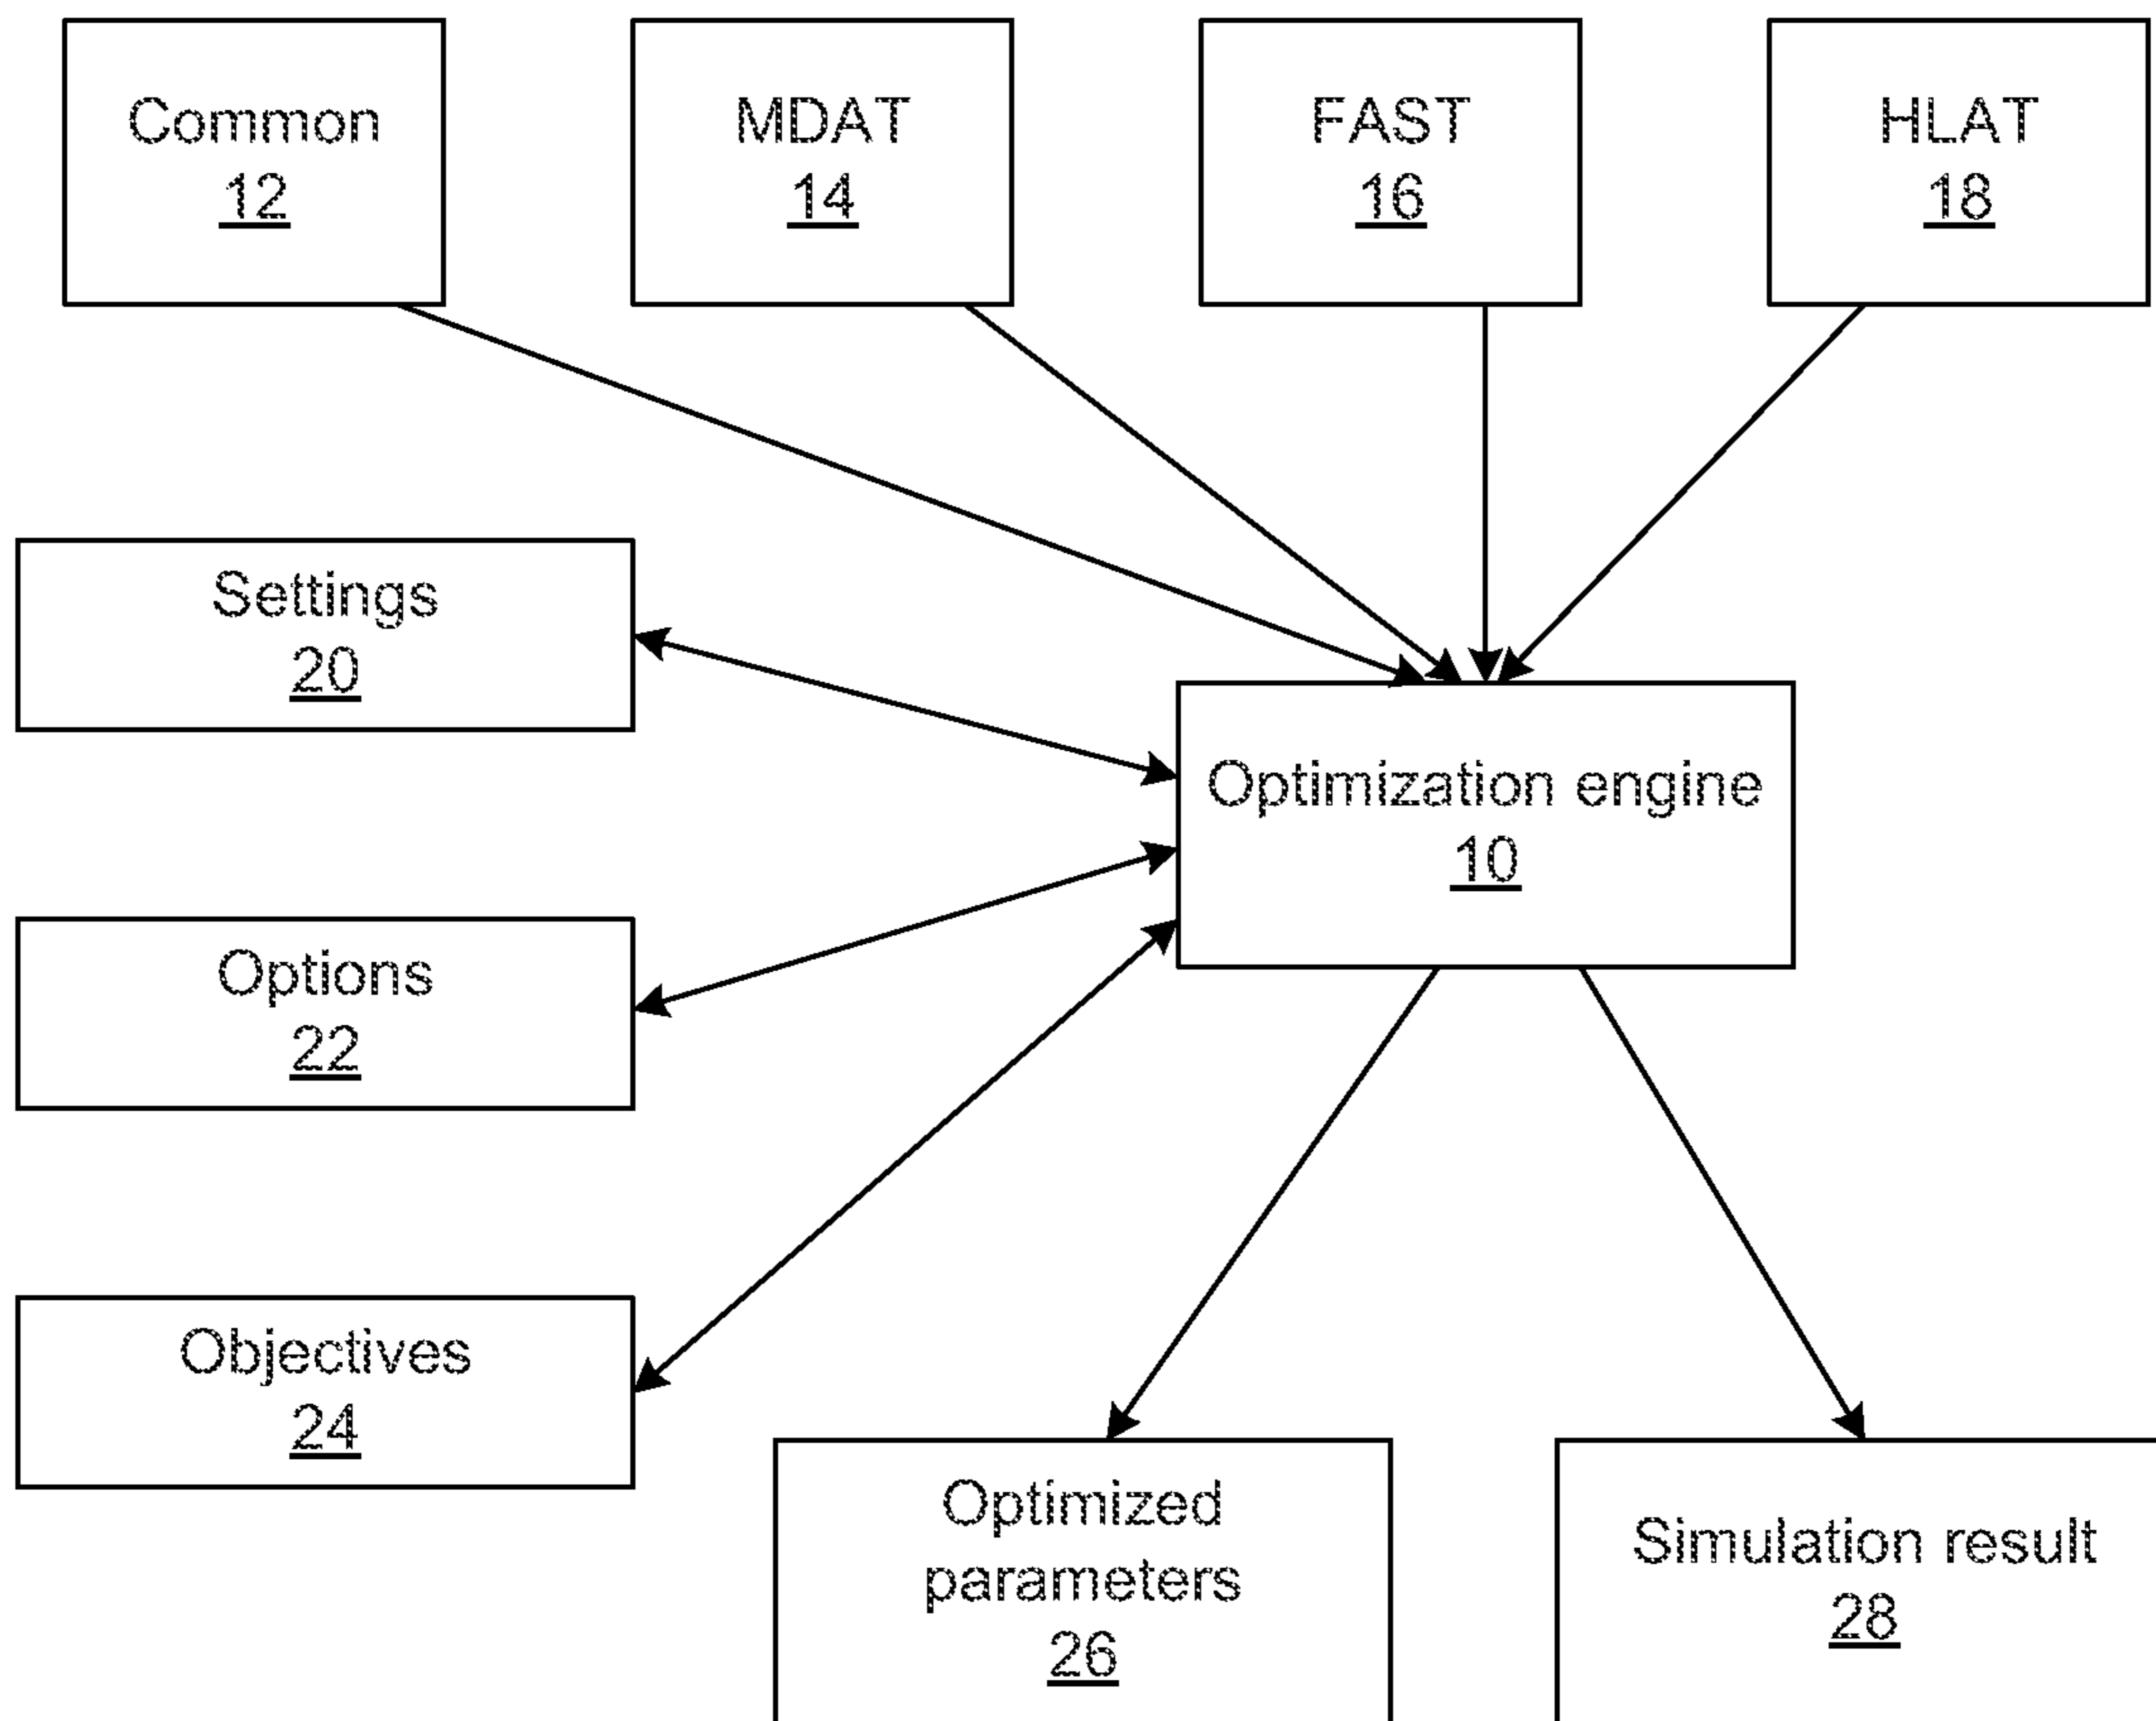 Common
12
MDAT
14
FAST
16
HLAT
18
Settings
20
Optimization engine
10
Options
22
Objectives
24
Optimized
parameters
26
Simulation result
28